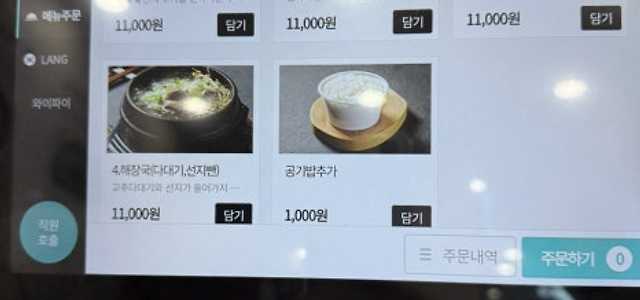 메뉴주문
11,000원
담기
11,000원
담기
11,000원
담기
LANG
와이파이
4.해장국(다대기,선지뺀)
공기밥추가
고추다대기와 선지가 들어가지 …
11,000원
담기
1,000원
담기
직원
호출
주문내역
주문하기
0